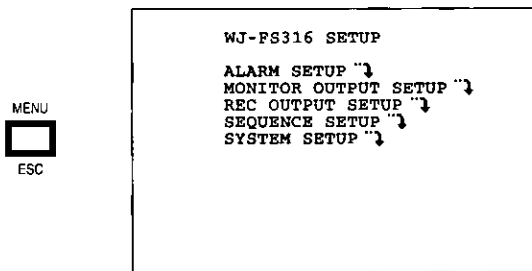 WJ-FS316 SETUP
ALARM SETUP
MONITOR OUTPUT SETUP
REC OUTPUT SETUP
SEQUENCE SETUP
SYSTEM SETUP
MENU
ESC